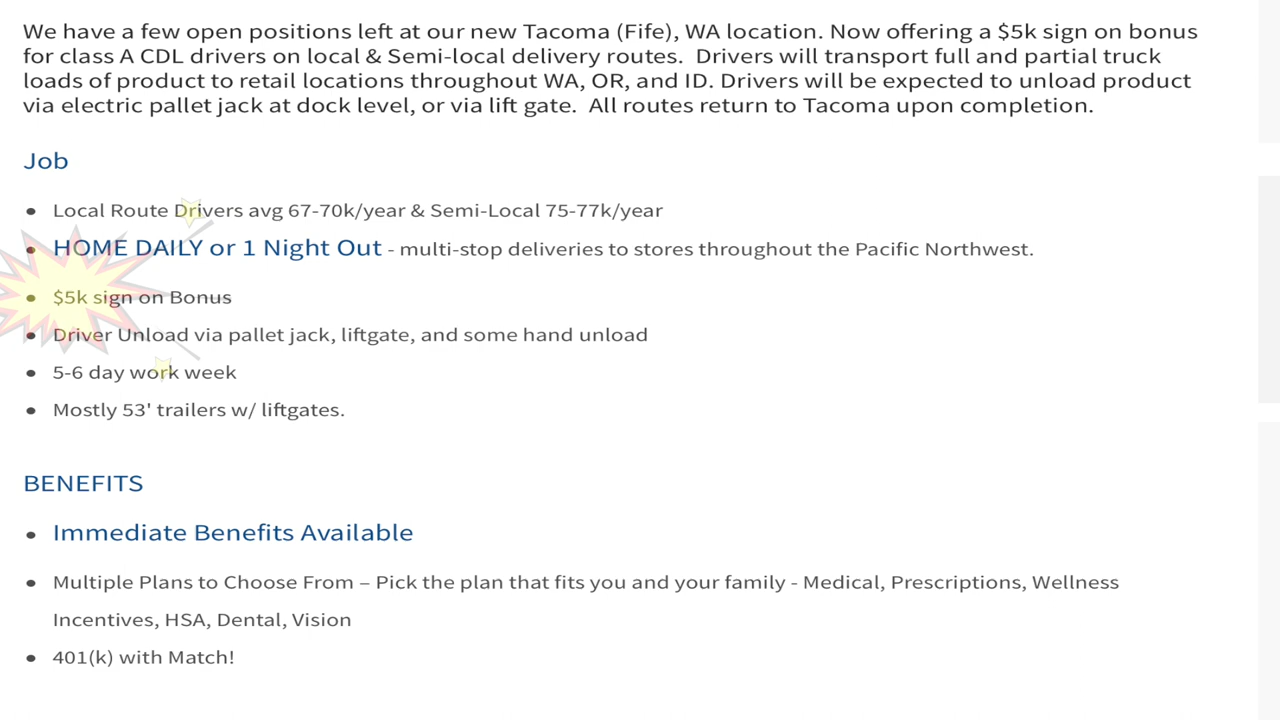 We have a few open positions left at our new Tacoma (Fife), WA location. Now offering a $5k sign on bonus
for class A CDL drivers on local & Semi-local delivery routes.  Drivers will transport full and partial truck
loads of product to retail locations throughout WA, OR, and ID. Drivers will be expected to unload product
via electric pallet jack at dock level, or via lift gate.  All routes return to Tacoma upon completion.
Job
• Local Route Drivers avg 67-70k/year & Semi-Local 75-77k/year
• HOME DAILY or 1 Night Out - multi-stop deliveries to stores throughout the Pacific Northwest.
• $5k sign on Bonus
• Driver Unload via pallet jack, liftgate, and some hand unload
• 5-6 day work week
• Mostly 53' trailers w/ liftgates.
BENEFITS
• Immediate Benefits Available
• Multiple Plans to Choose From – Pick the plan that fits you and your family - Medical, Prescriptions, Wellness
Incentives, HSA, Dental, Vision
• 401(k) with Match!